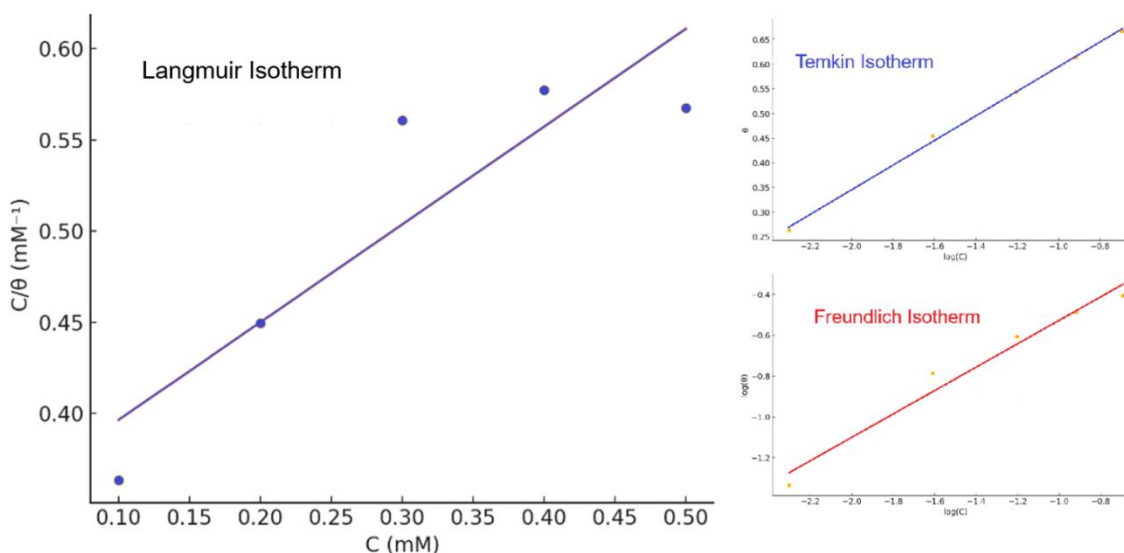 Langmuir Isotherm
C/θ (mM⁻¹)
0.60
0.55
0.50
0.45
0.40
0.10 0.15 0.20 0.25 0.30 0.35 0.40 0.45 0.50
C (mM)
Temkin Isotherm
θ
0.65
0.60
0.55
0.50
0.45
0.40
0.35
0.30
0.25
−2.2 −2.0 −1.8 −1.6 −1.4 −1.2 −1.0 −0.8
log(C)
Freundlich Isotherm
log(θ)
−0.4
−0.6
−0.8
−1.0
−1.2
−2.2 −2.0 −1.8 −1.6 −1.4 −1.2 −1.0 −0.8
log(C)